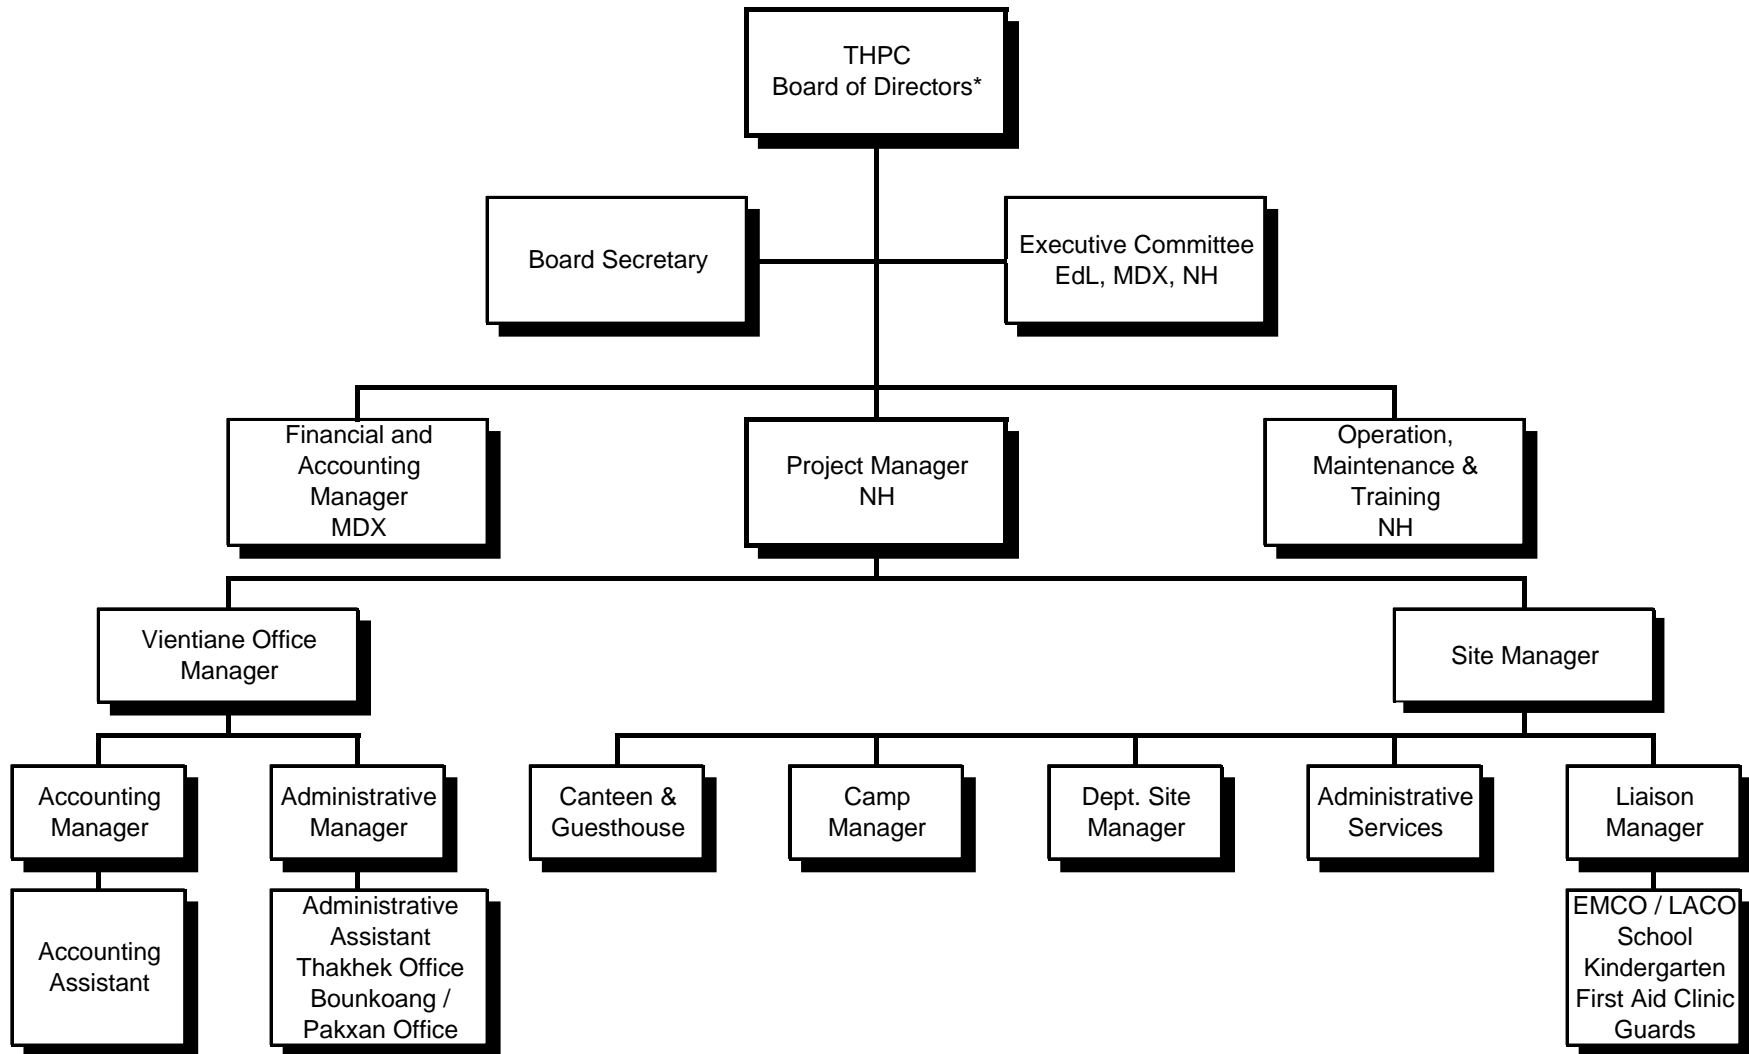 THPC
Board of Directors*
Board Secretary
Executive Committee
EdL, MDX, NH
Financial and
Accounting
Manager
MDX
Project Manager
NH
Operation,
Maintenance &
Training
NH
Vientiane Office
Manager
Site Manager
Accounting
Manager
Administrative
Manager
Canteen &
Guesthouse
Camp
Manager
Dept. Site
Manager
Administrative
Services
Liaison
Manager
Accounting
Assistant
Administrative
Assistant
Thakhek Office
Bounkoang /
Pakxan Office
EMCO / LACO
School
Kindergarten
First Aid Clinic
Guards